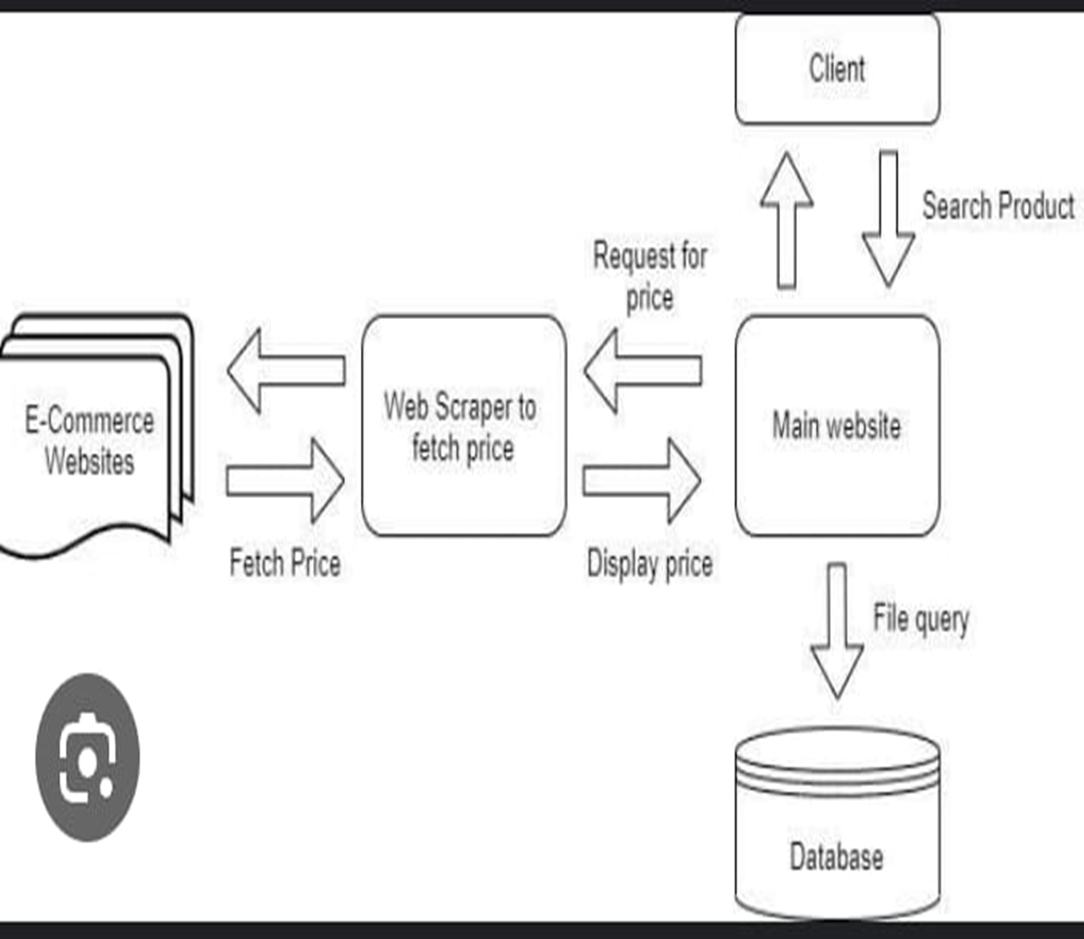 Client
Search Product
Request for
price
E-Commerce
Websites
Web Scraper to
fetch price
Main website
Fetch Price
Display price
File query
Database